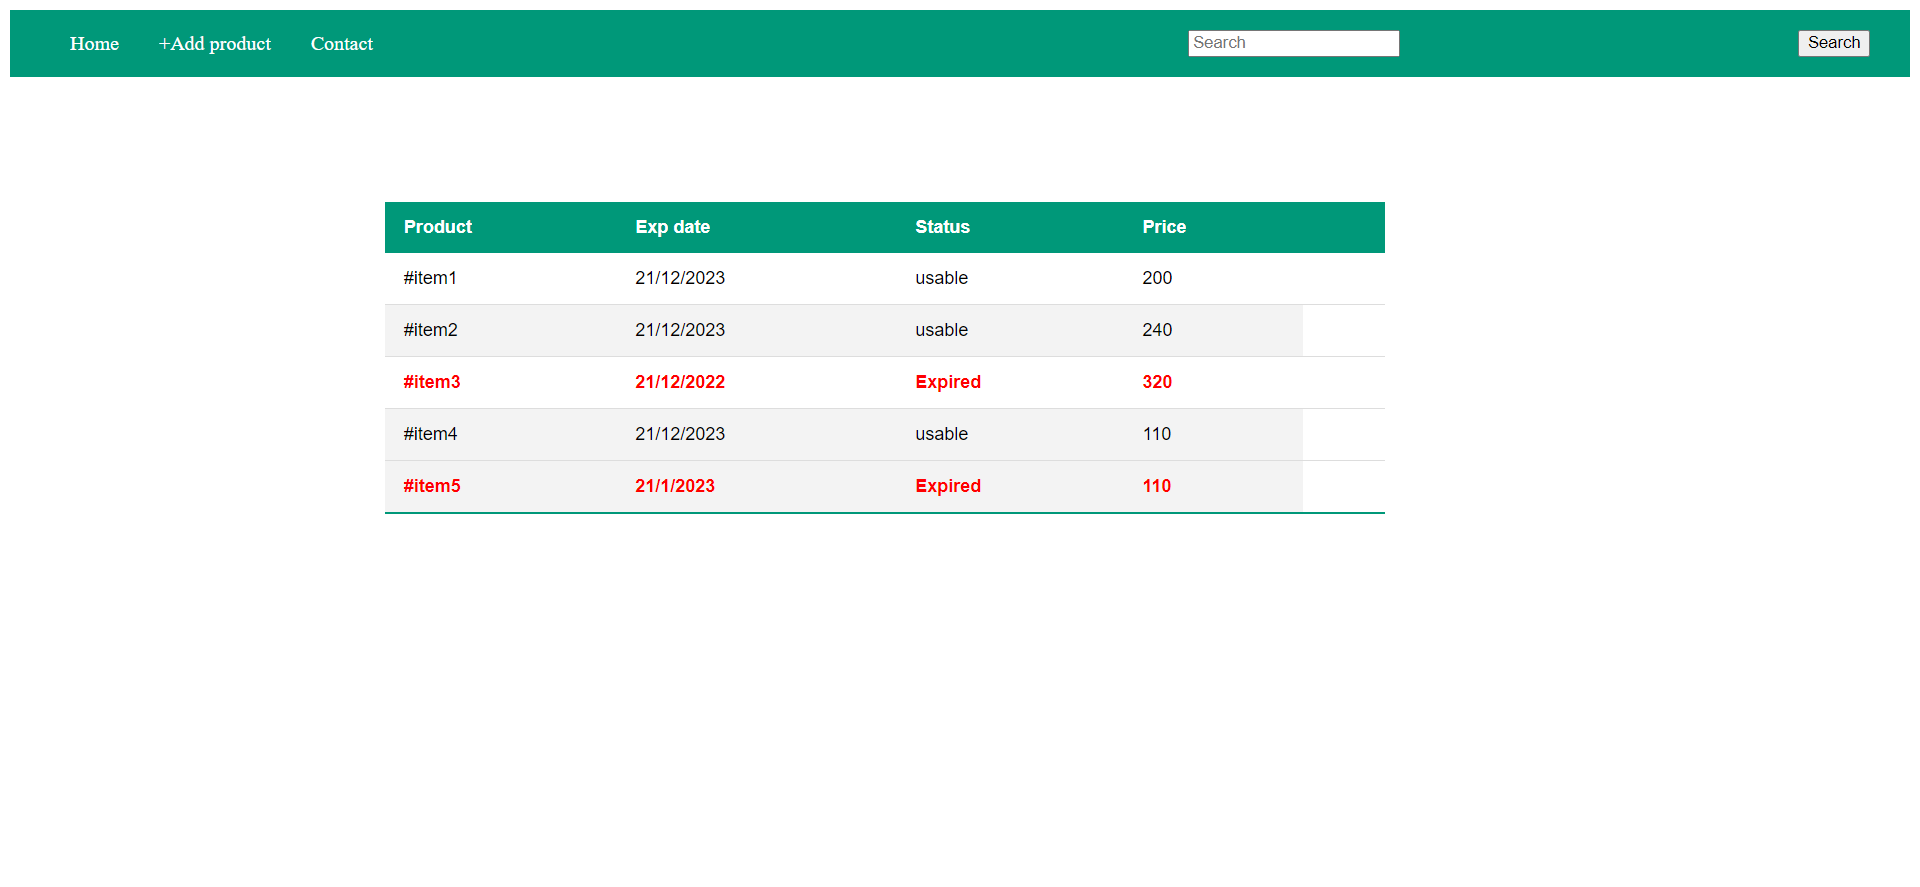 Home +Add product Contact Search Search
Product Exp date Status Price
#item1 21/12/2023 usable 200
#item2 21/12/2023 usable 240
#item3 21/12/2022 Expired 320
#item4 21/12/2023 usable 110
#item5 21/1/2023 Expired 110